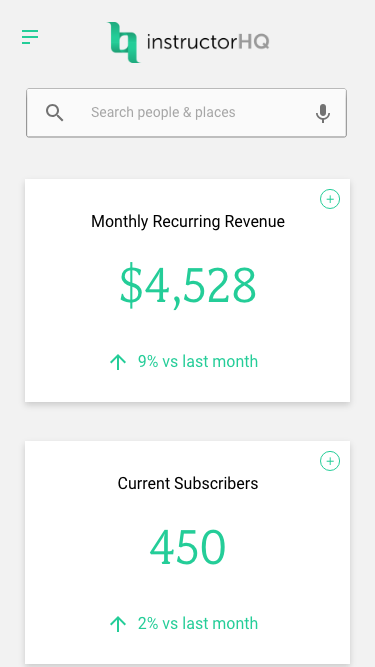 instructorHQ
Search people & places
Monthly Recurring Revenue
$4,528
9% vs last month
Current Subscribers
450
2% vs last month